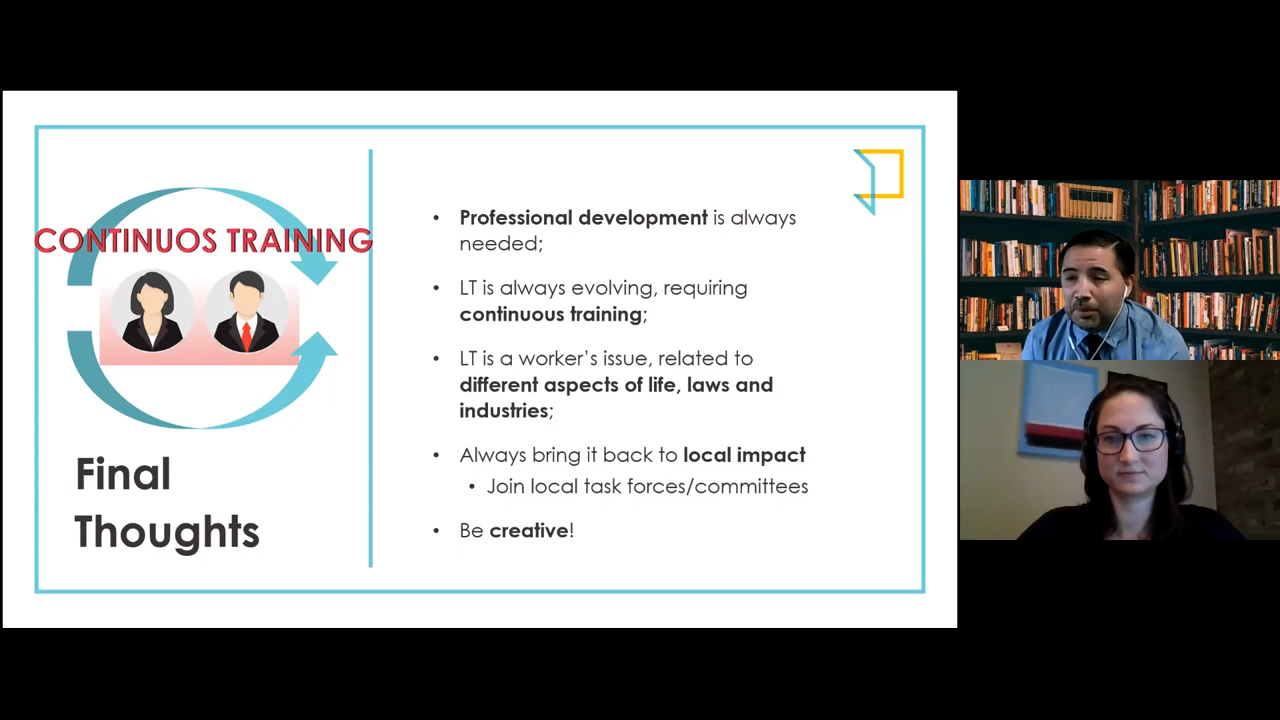 CONTINUOS TRAINING
Final
Thoughts
• Professional development is always
needed;
• LT is always evolving, requiring
continuous training;
• LT is a worker’s issue, related to
different aspects of life, laws and
industries;
• Always bring it back to local impact
• Join local task forces/committees
• Be creative!